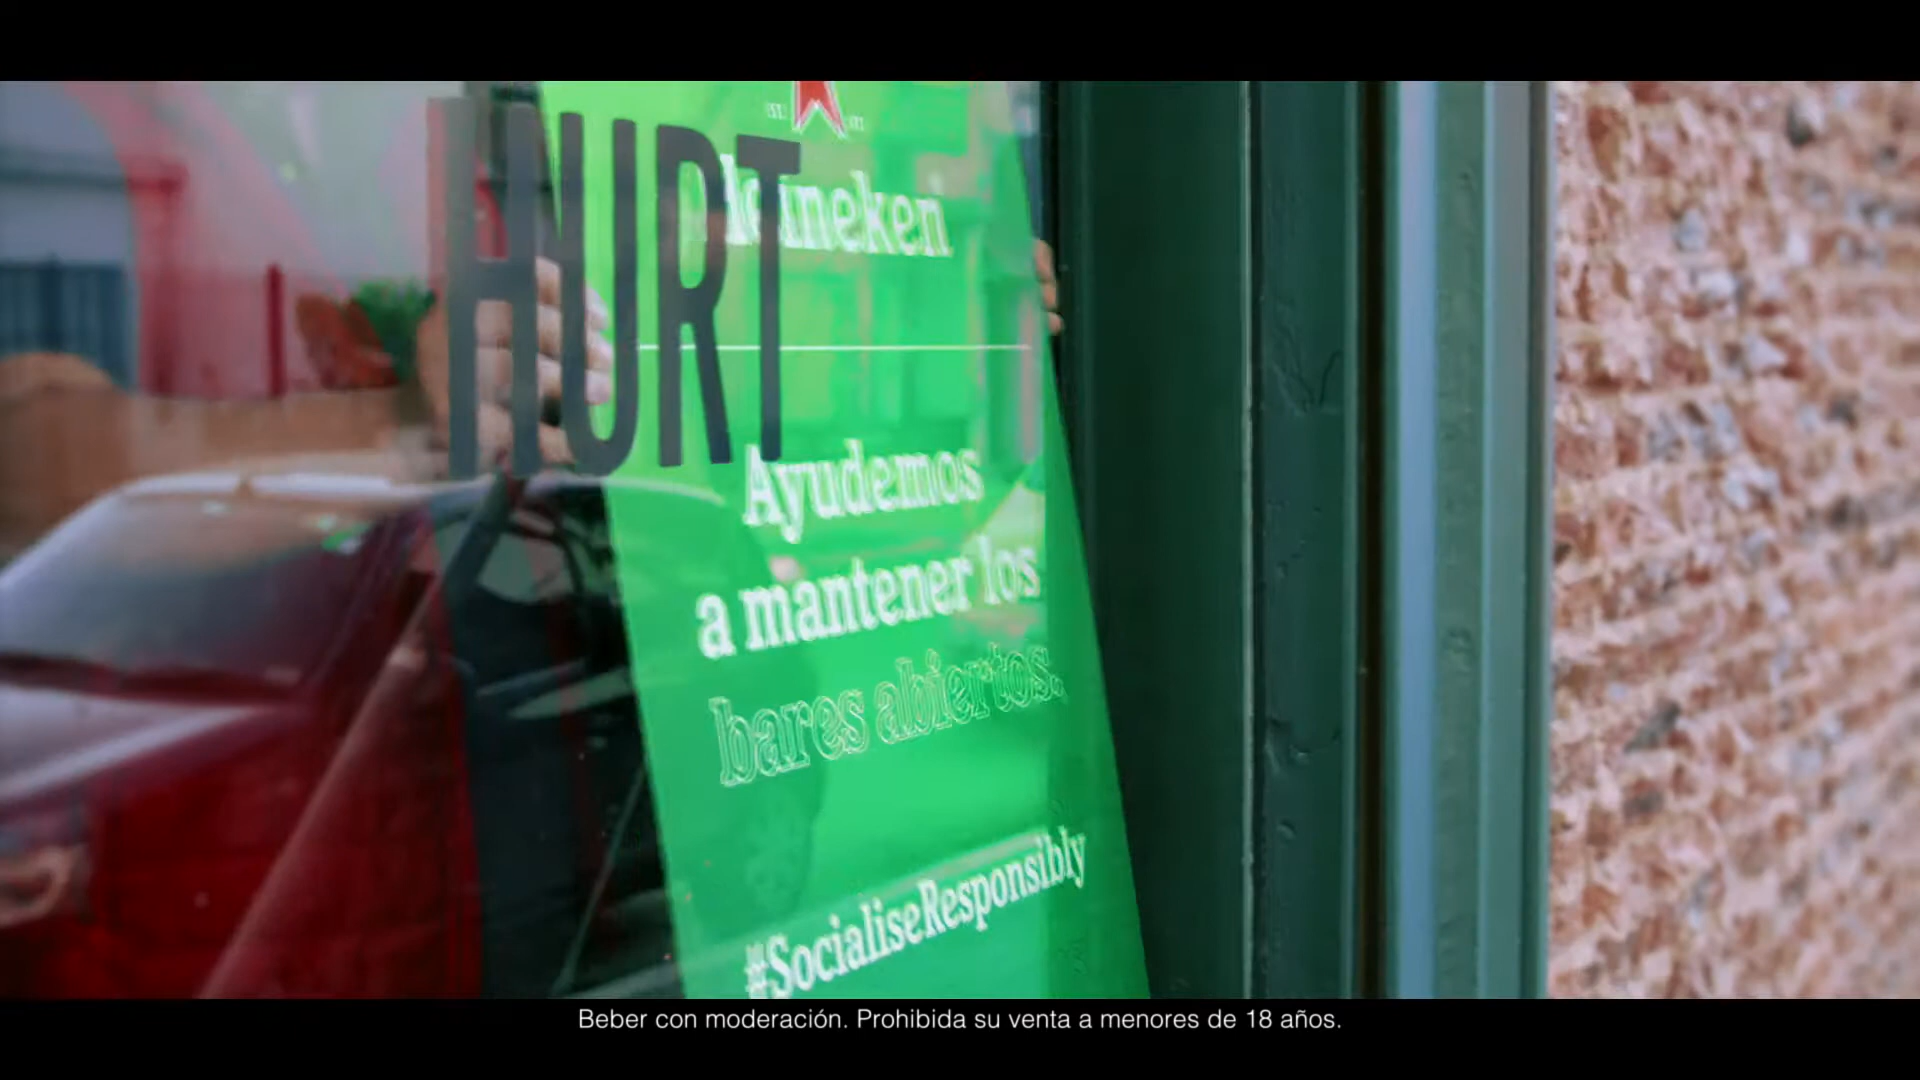 HURT
Heineken
Ayudemos
a mantener los
bares abiertos.
#SocialiseResponsibly
Beber con moderación. Prohibida su venta a menores de 18 años.